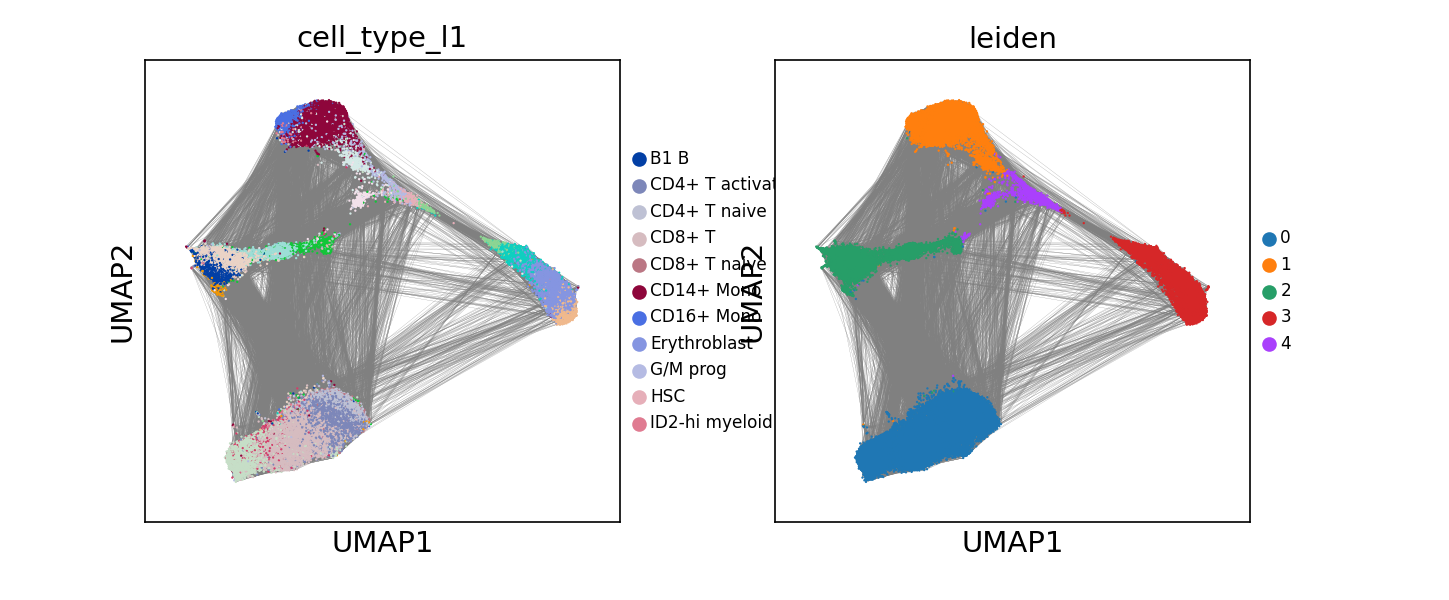 cell_type_l1
leiden
UMAP2
UMAP1
B1 B
CD4+ T activat
CD4+ T naive
CD8+ T
CD8+ T naive
CD14+ Mono
CD16+ Mono
Erythroblast
G/M prog
HSC
ID2-hi myeloid
UMAP2
UMAP1
0
1
2
3
4